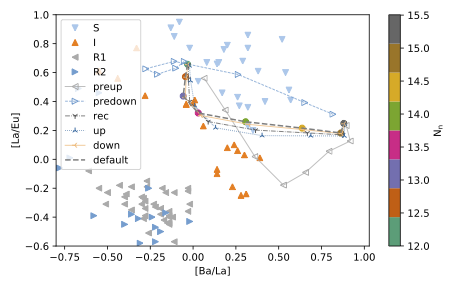 1.0
0.8
0.6
0.4
0.2
0.0
−0.2
−0.4
−0.6
[La/Eu]
S
I
R1
R2
preup
predown
rec
up
down
default
−0.75 −0.50 −0.25 0.00 0.25 0.50 0.75 1.00
[Ba/La]
15.5
15.0
14.5
14.0
13.5
13.0
12.5
12.0
Nn